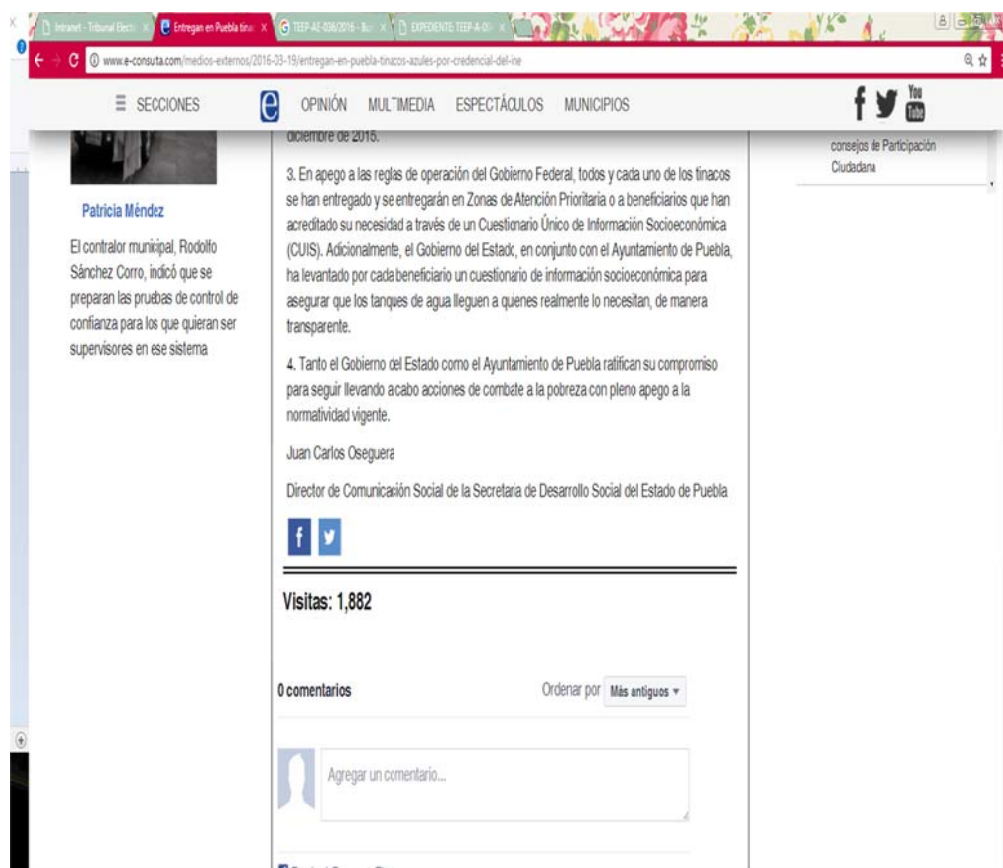 Intranet - Tribunal Electo
Entregan en Puebla tinac
TEEP-AE-036/2016 - Bu
EXPEDIENTE TEEP-A-0
www.e-consulta.com/medios-externos/2016-03-19/entregan-en-puebla-tinacos-azules-por-credencial-del-ine
SECCIONES
OPINIÓN MULTIMEDIA ESPECTÁCULOS MUNICIPIOS
You
Tube
diciembre de 2015.
consejos de Participación
Ciudadana
3. En apego a las reglas de operación del Gobierno Federal, todos y cada uno de los tinacos
se han entregado y se entregarán en Zonas de Atención Prioritaria o a beneficiarios que han
acreditado su necesidad a través de un Cuestionario Único de Información Socioeconómica
(CUIS). Adicionalmente, el Gobierno del Estado, en conjunto con el Ayuntamiento de Puebla,
ha levantado por cada beneficiario un cuestionario de información socioeconómica para
asegurar que los tanques de agua lleguen a quienes realmente lo necesitan, de manera
transparente.
4. Tanto el Gobierno del Estado como el Ayuntamiento de Puebla ratifican su compromiso
para seguir llevando acabo acciones de combate a la pobreza con pleno apego a la
normatividad vigente.
Juan Carlos Oseguera
Director de Comunicación Social de la Secretara de Desarrollo Social del Estado de Puebla
Patricia Méndez
El contralor municipal, Rodolfo
Sánchez Corro, indicó que se
preparan las pruebas de control de
confianza para los que quieran ser
supervisores en ese sistema
Visitas: 1,882
0 comentarios
Ordenar por Más antiguos
Agregar un comentario...